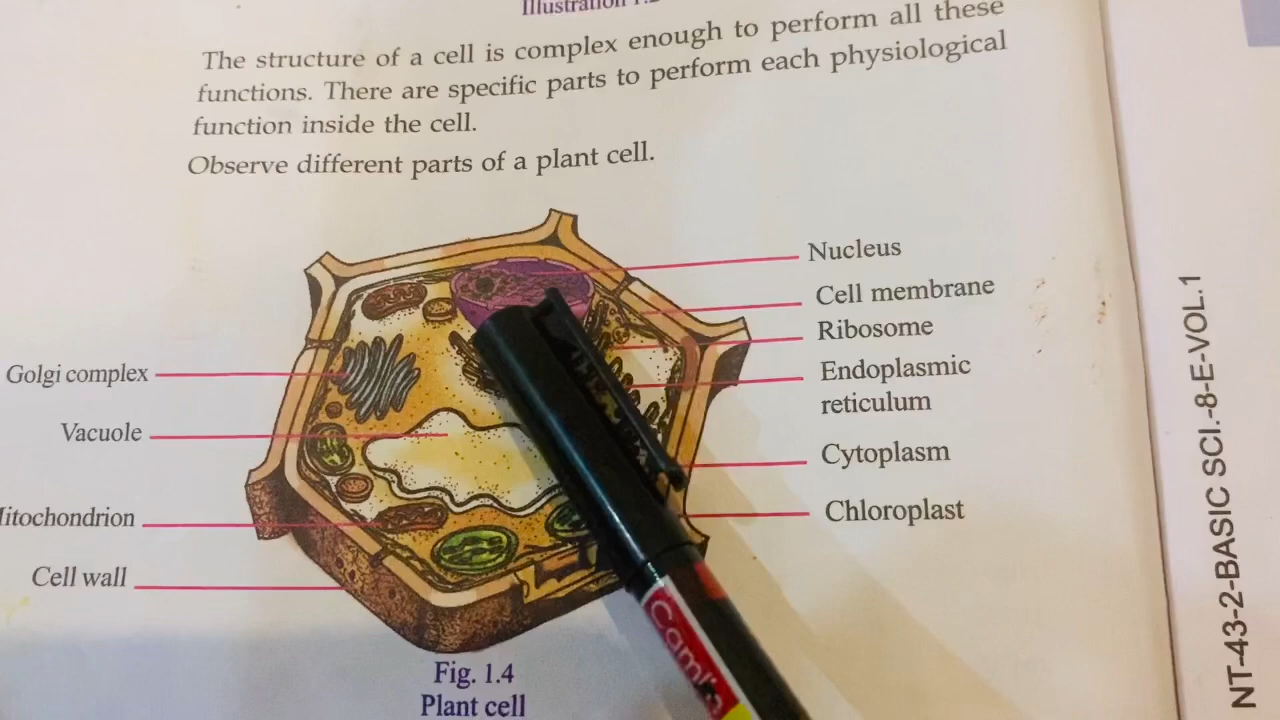 Illustration 1.
The structure of a cell is complex enough to perform all these
functions. There are specific parts to perform each physiological
function inside the cell.
Observe different parts of a plant cell.
Nucleus
Cell membrane
Ribosome
Endoplasmic
reticulum
Cytoplasm
Chloroplast
Golgi complex
Vacuole
itochondrion
Cell wall
Fig. 1.4
Plant cell
Camlin
NT-43-2-BASIC SCI.-8-E-VOL.1